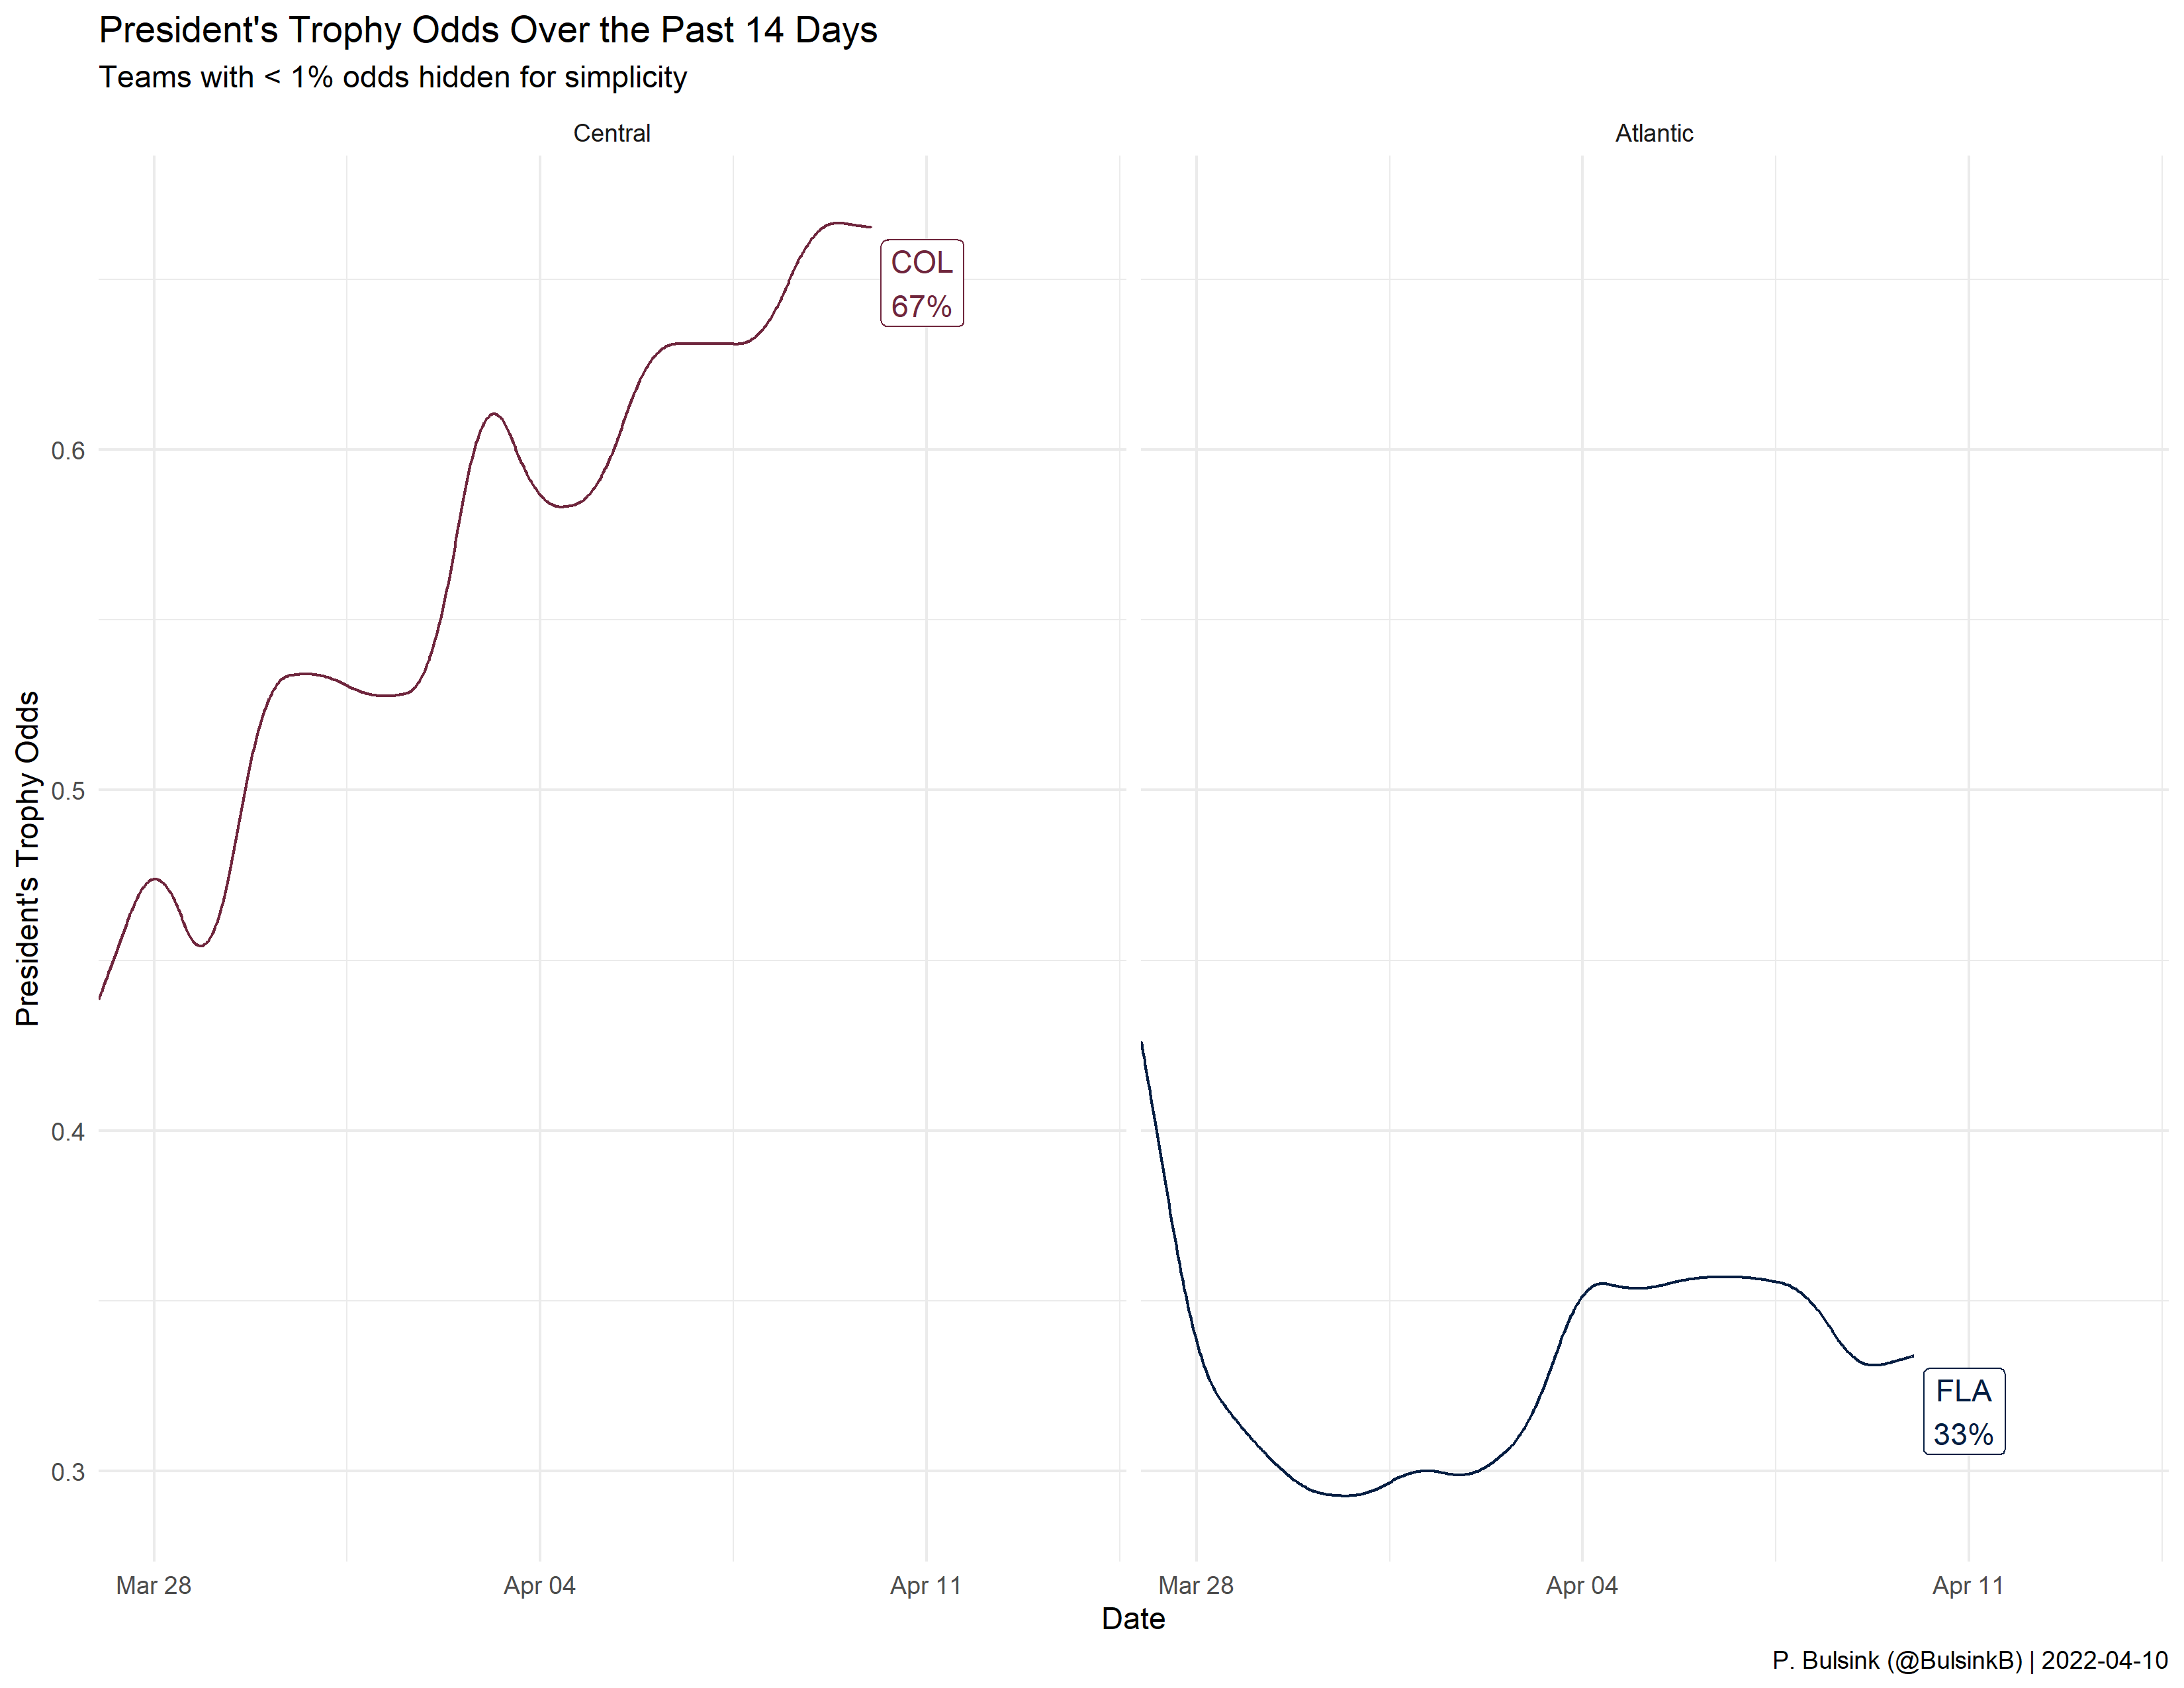 President's Trophy Odds Over the Past 14 Days
Teams with < 1% odds hidden for simplicity
Central
Atlantic
President's Trophy Odds
0.6
0.5
0.4
0.3
COL
67%
FLA
33%
Mar 28
Apr 04
Apr 11
Mar 28
Apr 04
Apr 11
Date
P. Bulsink (@BulsinkB) | 2022-04-10